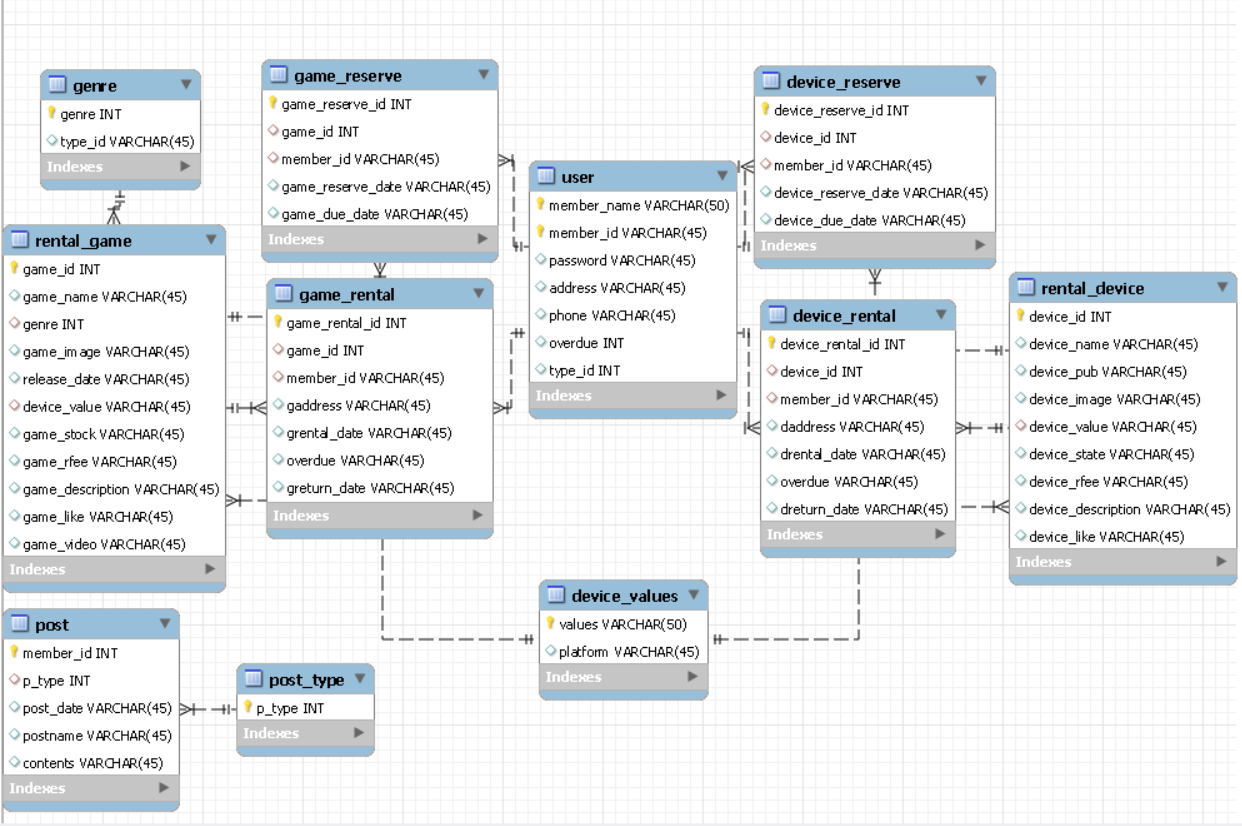 genre
genre INT
type_id VARCHAR(45)
Indexes
game_reserve
game_reserve_id INT
game_id INT
member_id VARCHAR(45)
game_reserve_date VARCHAR(45)
game_due_date VARCHAR(45)
Indexes
device_reserve
device_reserve_id INT
device_id INT
member_id VARCHAR(45)
device_reserve_date VARCHAR(45)
device_due_date VARCHAR(45)
Indexes
user
member_name VARCHAR(50)
member_id VARCHAR(45)
password VARCHAR(45)
address VARCHAR(45)
phone VARCHAR(45)
overdue INT
type_id INT
Indexes
rental_game
game_id INT
game_name VARCHAR(45)
genre INT
game_image VARCHAR(45)
release_date VARCHAR(45)
device_value VARCHAR(45)
game_stock VARCHAR(45)
game_rfee VARCHAR(45)
game_description VARCHAR(45)
game_like VARCHAR(45)
game_video VARCHAR(45)
Indexes
game_rental
game_rental_id INT
game_id INT
member_id VARCHAR(45)
gaddress VARCHAR(45)
grental_date VARCHAR(45)
overdue VARCHAR(45)
greturn_date VARCHAR(45)
Indexes
device_rental
device_rental_id INT
device_id INT
member_id VARCHAR(45)
daddress VARCHAR(45)
drental_date VARCHAR(45)
overdue VARCHAR(45)
dreturn_date VARCHAR(45)
Indexes
rental_device
device_id INT
device_name VARCHAR(45)
device_pub VARCHAR(45)
device_image VARCHAR(45)
device_value VARCHAR(45)
device_state VARCHAR(45)
device_rfee VARCHAR(45)
device_description VARCHAR(45)
device_like VARCHAR(45)
Indexes
device_values
values VARCHAR(50)
platform VARCHAR(45)
Indexes
post
member_id INT
p_type INT
post_date VARCHAR(45)
postname VARCHAR(45)
contents VARCHAR(45)
Indexes
post_type
p_type INT
Indexes